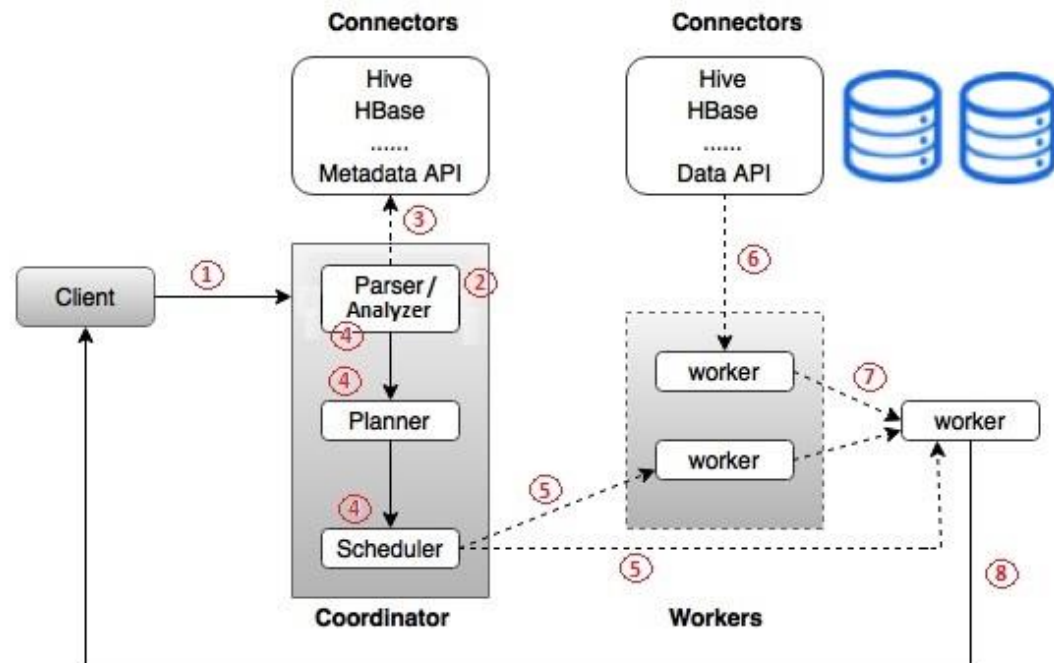 Connectors
Hive
HBase
......
Metadata API
Connectors
Hive
HBase
......
Data API
③
⑥
①
Client
Parser /
Analyzer
②
④
④
Planner
④
Scheduler
Coordinator
worker
worker
⑦
worker
⑤
⑤
⑧
Workers